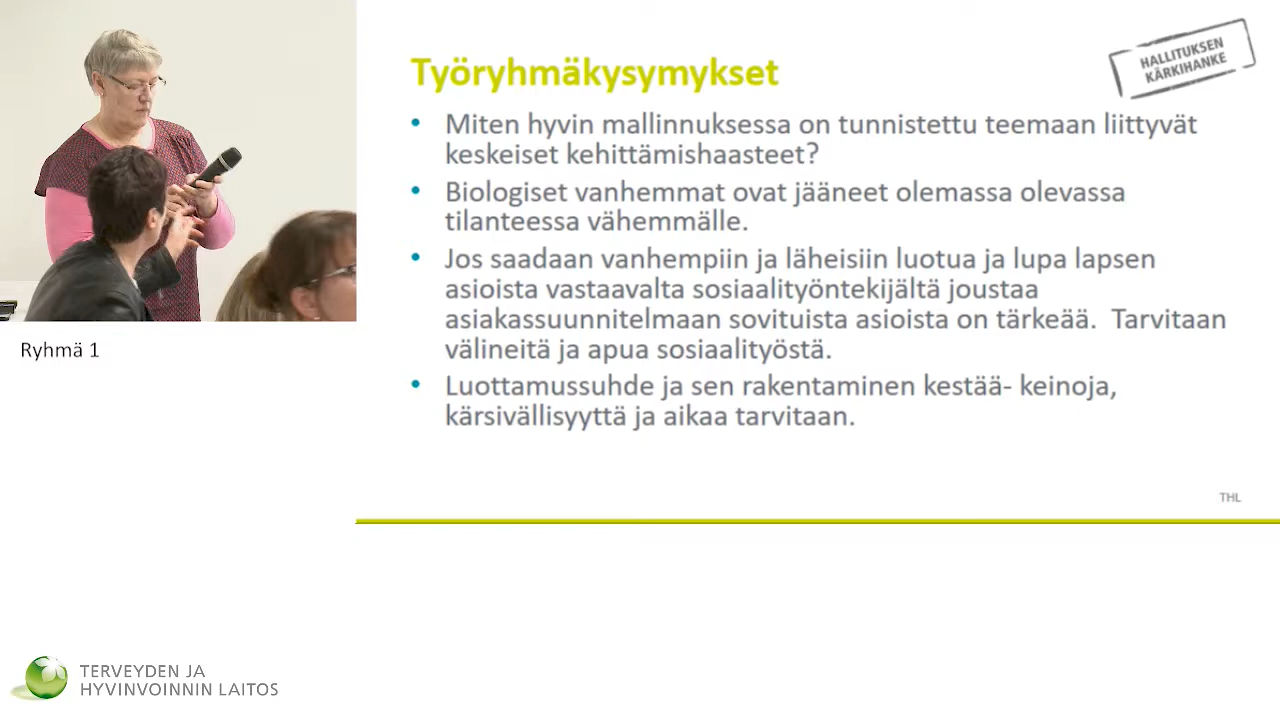 HALLITUKSEN
KÄRKIHANKE
Työryhmäkysymykset
• Miten hyvin mallinnuksessa on tunnistettu teemaan liittyvät
keskeiset kehittämishaasteet?
• Biologiset vanhemmat ovat jääneet olemassa olevassa
tilanteessa vähemmälle.
• Jos saadaan vanhempiin ja läheisiin luotua ja lupa lapsen
asioista vastaavalta sosiaalityöntekijältä joustaa
asiakassuunnitelmaan sovituista asioista on tärkeää. Tarvitaan
välineitä ja apua sosiaalityöstä.
• Luottamussuhde ja sen rakentaminen kestää- keinoja,
kärsivällisyyttä ja aikaa tarvitaan.
THL
Ryhmä 1
TERVEYDEN JA
HYVINVOINNIN LAITOS